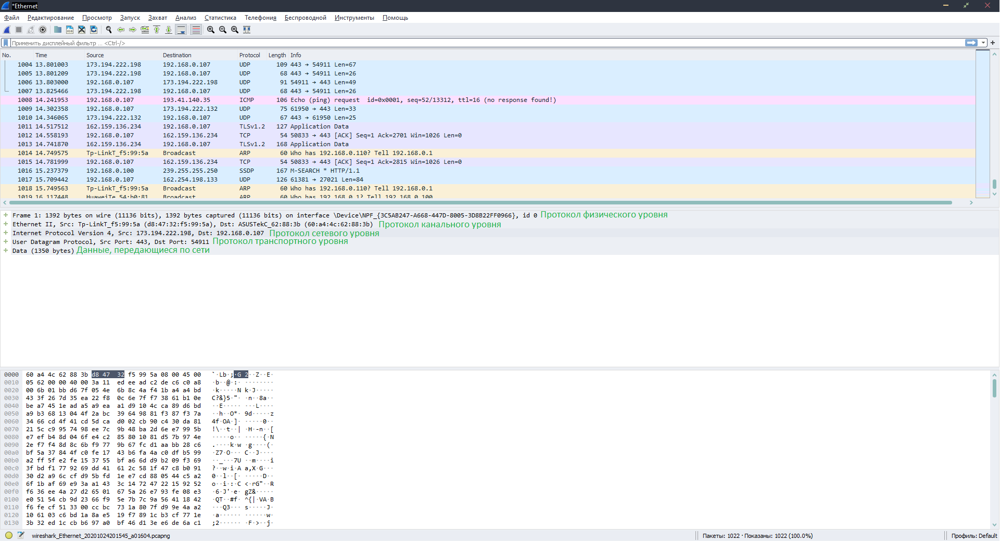 *Ethernet
Файл Редактирование Просмотр Запуск Захват Анализ Статистика Телефония Беспроводной Инструменты Помощь
Применить дисплейный фильтр ... <Ctrl-/>
No. Time Source Destination Protocol Length Info
1004 13.801003 173.194.222.198 192.168.0.107 UDP 109 443 → 54911 Len=67
1005 13.801209 173.194.222.198 192.168.0.107 UDP 68 443 → 54911 Len=26
1006 13.803000 192.168.0.107 173.194.222.198 UDP 91 54911 → 443 Len=49
1007 13.825466 173.194.222.198 192.168.0.107 UDP 68 443 → 54911 Len=26
1008 14.241953 192.168.0.107 193.41.140.35 ICMP 106 Echo (ping) request id=0x0001, seq=52/13312, ttl=16 (no response found!)
1009 14.302358 192.168.0.107 173.194.222.132 UDP 75 61950 → 443 Len=33
1010 14.346065 173.194.222.132 192.168.0.107 UDP 67 443 → 61950 Len=25
1011 14.517512 162.159.136.234 192.168.0.107 TLSv1.2 127 Application Data
1012 14.558193 192.168.0.107 162.159.136.234 TCP 54 50833 → 443 [ACK] Seq=1 Ack=2701 Win=1026 Len=0
1013 14.741870 162.159.136.234 192.168.0.107 TLSv1.2 168 Application Data
1014 14.749575 Tp-LinkT_f5:99:5a Broadcast ARP 60 Who has 192.168.0.110? Tell 192.168.0.1
1015 14.781999 192.168.0.107 162.159.136.234 TCP 54 50833 → 443 [ACK] Seq=1 Ack=2815 Win=1026 Len=0
1016 15.237379 192.168.0.100 239.255.255.250 SSDP 167 M-SEARCH * HTTP/1.1
1017 15.709442 192.168.0.107 162.254.198.133 UDP 126 61381 → 27021 Len=84
1018 15.749563 Tp-LinkT_f5:99:5a Broadcast ARP 60 Who has 192.168.0.110? Tell 192.168.0.1
1019 16.117448 HuaweiTe_54:b0:81 Broadcast ARP 60 Who has 192.168.0.1? Tell 192.168.0.100
Frame 1: 1392 bytes on wire (11136 bits), 1392 bytes captured (11136 bits) on interface \Device\NPF_{3C5AB247-A668-447D-8005-3D8B22FF0966}, id 0 Протокол физического уровня
Ethernet II, Src: Tp-LinkT_f5:99:5a (d8:47:32:f5:99:5a), Dst: ASUSTekC_62:88:3b (60:a4:4c:62:88:3b) Протокол канального уровня
Internet Protocol Version 4, Src: 173.194.222.198, Dst: 192.168.0.107 Протокол сетевого уровня
User Datagram Protocol, Src Port: 443, Dst Port: 54911 Протокол транспортного уровня
Data (1350 bytes) Данные, передающиеся по сети
0000 60 a4 4c 62 88 3b d8 47 32 f5 99 5a 08 00 45 00 `·Lb·;·G 2··Z··E·
0010 05 62 00 00 40 00 3a 11 ed ee ad c2 de c6 c0 a8 ·b··@·:· ········
0020 00 6b 01 bb d6 7f 05 4e 6b 8c 4a f4 1b a4 a4 bd ·k·····N k·J·····
0030 43 3f 26 7d 35 ea 22 f8 0c 6e 7f f7 38 61 b1 0e C?&}5·"· ·n··8a··
0040 be a7 45 1e ad a5 a9 ea a1 d9 10 4c ca 89 d6 bd ··E····· ···L····
0050 a9 b3 68 13 04 4f 2a bc 39 64 98 81 f3 87 f3 7a ··h··O*· 9d·····z
0060 34 66 cd 4f 41 cd 5d ca d0 02 cb 90 c4 30 da 81 4f·OA·]· ·····0··
0070 21 5c c9 95 74 98 ee 7c 9b 48 ba 2d 6e e7 99 5b !\··t··| ·H·-n··[
0080 e7 ef b4 8d 04 6f e4 c2 85 80 10 81 d5 7b 97 4e ·····o·· ·····{·N
0090 2e f7 f4 8d 8c 6b f9 77 9b 67 fc d1 aa bb 28 c6 .····k·w ·g····(·
00a0 bf 5a 37 84 4f c0 fe 17 43 b6 fa 4a c0 df b5 99 ·Z7·O··· C··J····
00b0 a2 ff 5f e2 fe 15 37 55 bf a6 6d d9 b2 09 f3 69 ··_···7U ··m····i
00c0 3f bd f1 77 92 69 dd 41 61 2c 58 1f 47 c8 b0 91 ?··w·i·A a,X·G···
00d0 30 d2 a9 6c cf d9 5b fd 1e e7 cd 88 05 44 c5 a2 0··l··[· ·····D··
00e0 6f 1b af 69 e9 3a a1 43 3c 14 72 47 22 15 92 52 o··i·:·C <·rG"··R
00f0 f6 36 ee 4a 27 d2 65 01 67 5a 26 e7 93 fe 08 e3 ·6·J'·e· gZ&·····
0100 e0 51 54 cb 9d 23 66 f9 5e 7b 7c 9a 56 41 18 42 ·QT··#f· ^{|·VA·B
0110 f6 fe cf 51 33 00 cc bc 73 1a 80 7f d9 9e 4a a2 ···Q3··· s·····J·
0120 10 61 03 c6 bd 1a 8a e5 19 f7 89 1c b3 cf 77 1e ·a······ ······w·
0130 3b 32 ed 1c cb b6 97 a0 bf 46 d1 3e e6 de 6a c1 ;2······ ·F·>··j·
wireshark_Ethernet_20201024201545_a01604.pcapng Пакеты: 1022 · Показаны: 1022 (100.0%) Профиль: Default